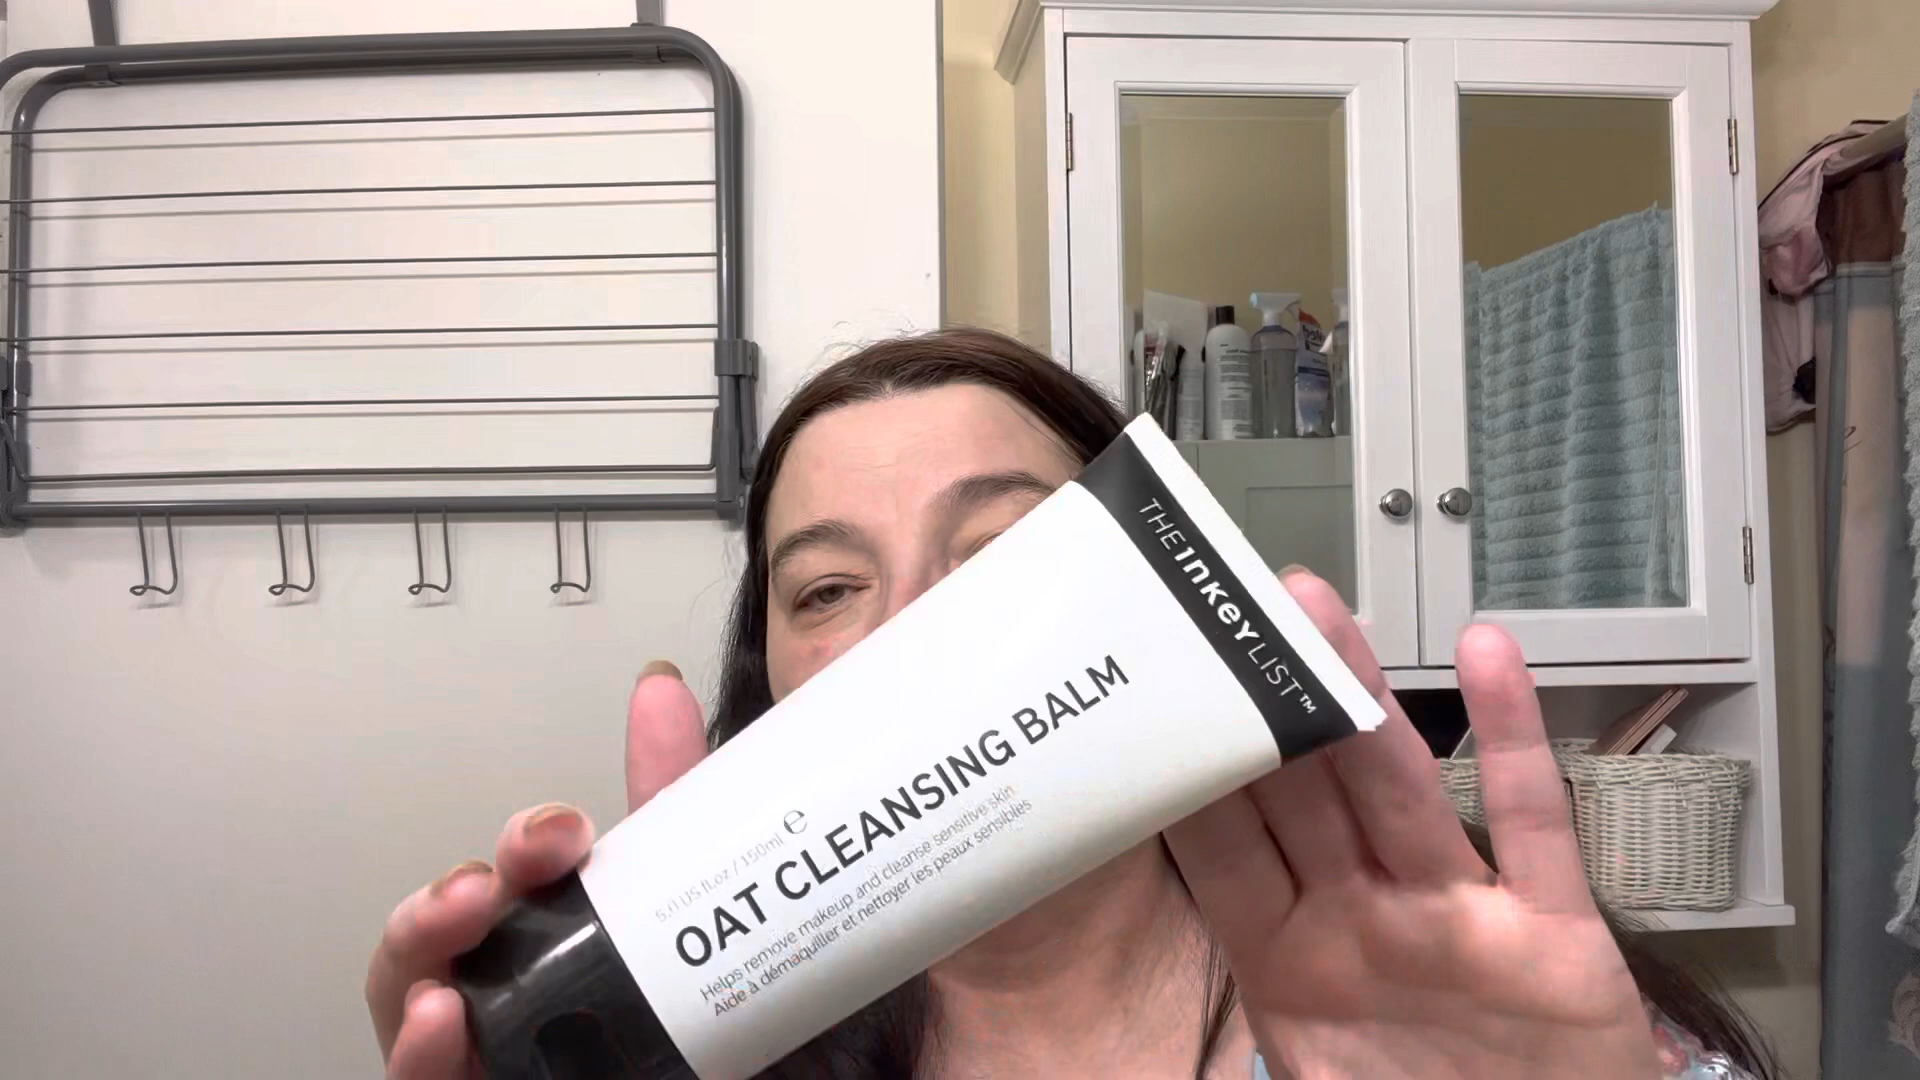 THE INKEY LIST™
5.0 US fl.oz / 150ml ℮
OAT CLEANSING BALM
Helps remove makeup and cleanse sensitive skin
Aide à démaquiller et nettoyer les peaux sensibles